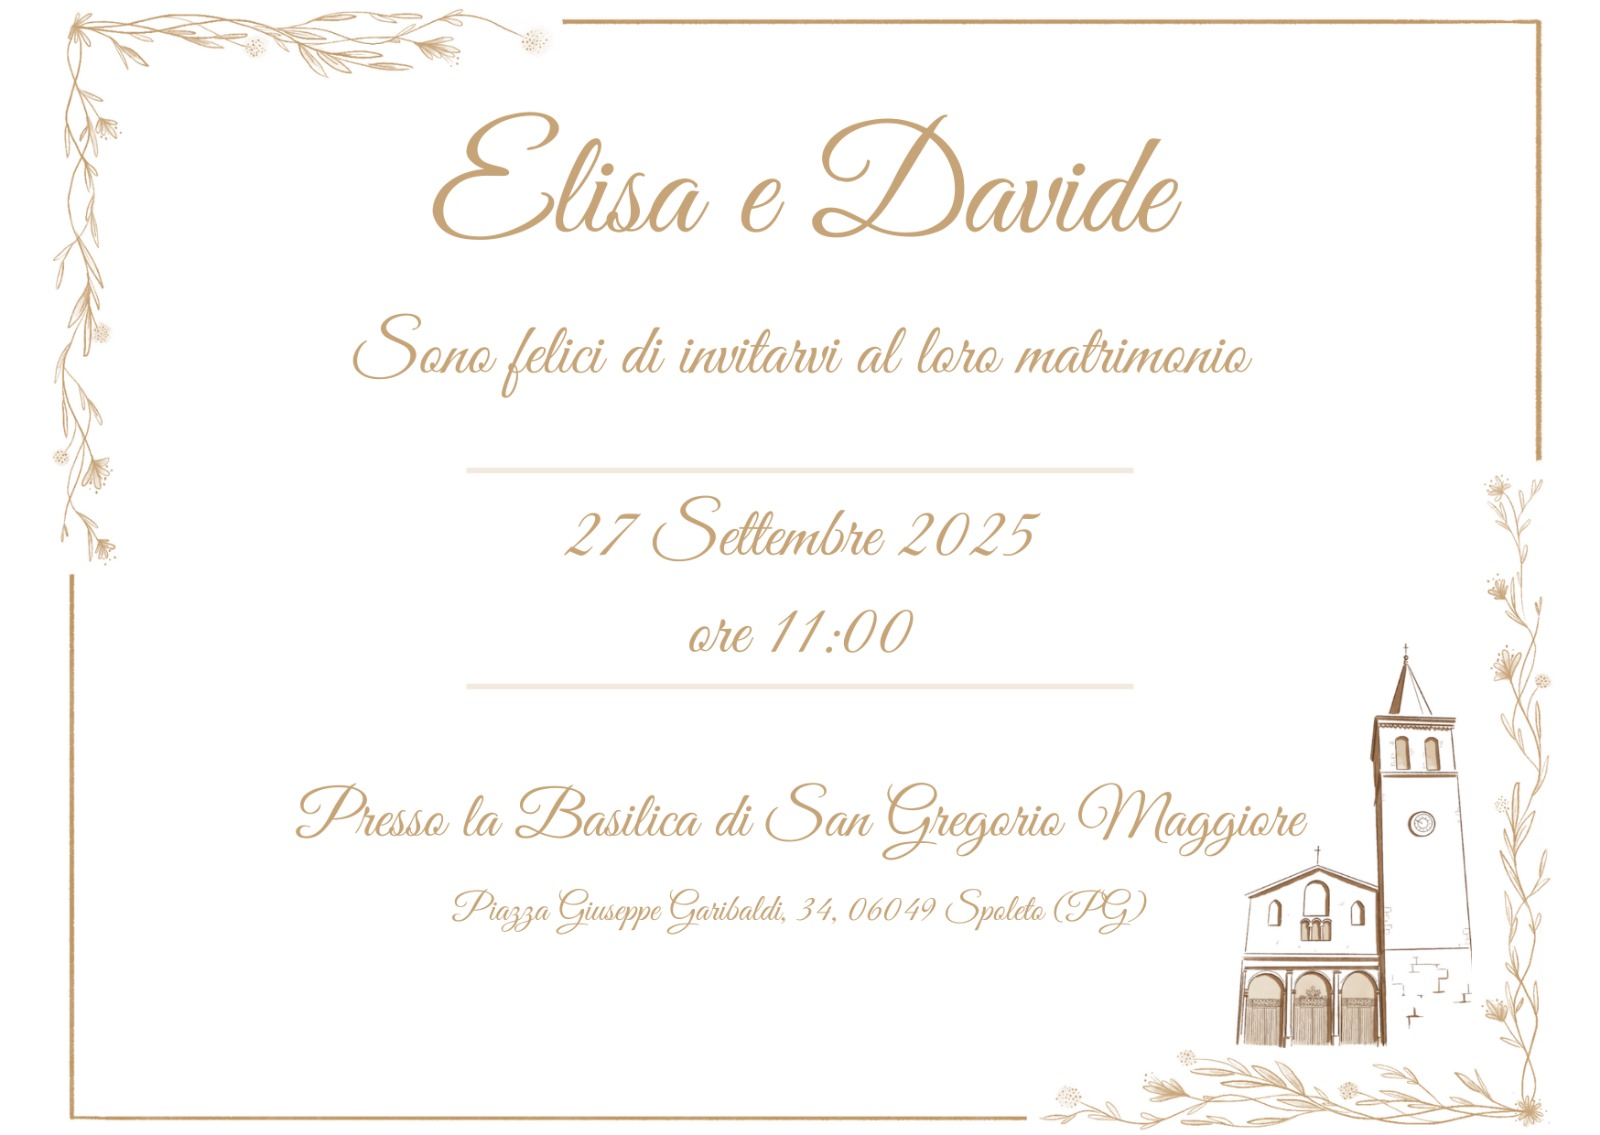 Elisa e Davide
Sono felici di invitarvi al loro matrimonio
27 Settembre 2025
ore 11:00
Presso la Basilica di San Gregorio Maggiore
Piazza Giuseppe Garibaldi, 34, 06049 Spoleto (PG)